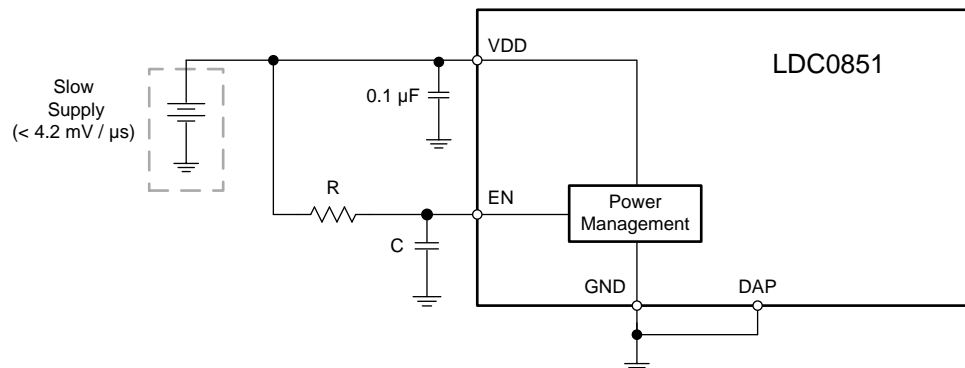 VDD
LDC0851
Slow
Supply
(< 4.2 mV / µs)
0.1 µF
R
EN
Power
Management
C
GND
DAP